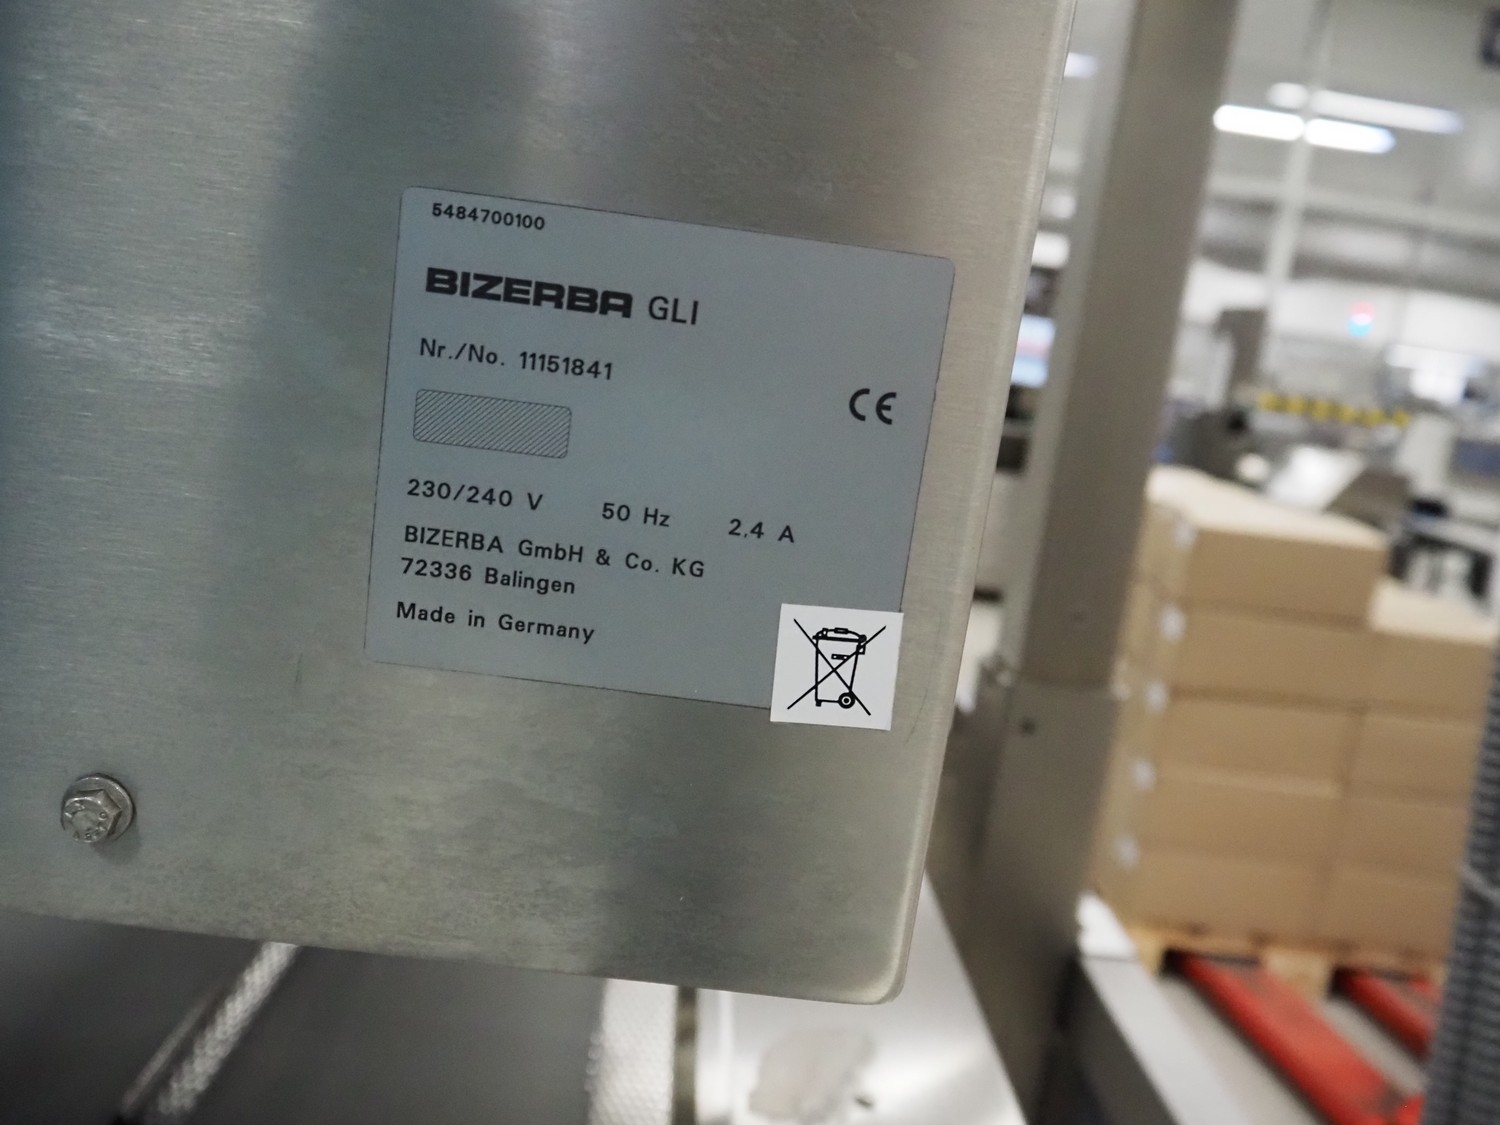 5484700100
BIZERBA GLI
Nr./No. 11151841
CE
230/240 V 50 Hz 2,4 A
BIZERBA GmbH & Co. KG
72336 Balingen
Made in Germany